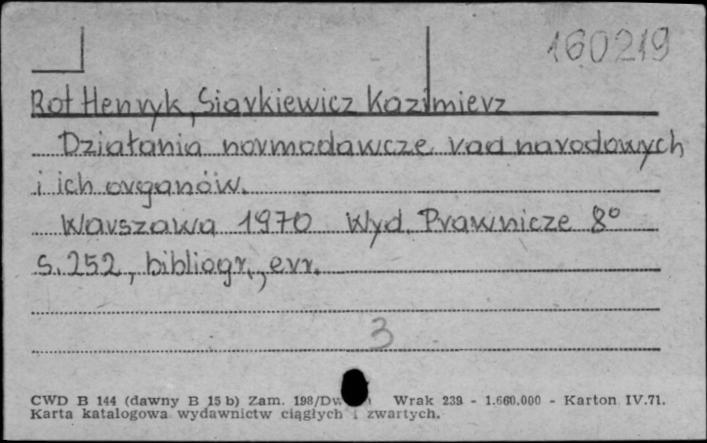 160219
Rot Henryk, Siarkiewicz Kazimierz
Działania normodawcze rad narodowych
i ich organów.
Warszawa 1970 Wyd. Prawnicze 8°
s. 252, bibliogr., err.
3
CWD B 144 (dawny B 15 b) Zam. 198/Dw Wrak 239 - 1.660.000 - Karton IV.71.
Karta katalogowa wydawnictw ciągłych i zwartych.